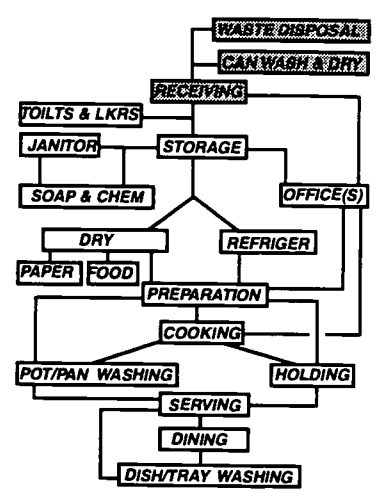 WASTE DISPOSAL
CAN WASH & DRY
RECEIVING
TOILTS & LKRS
JANITOR
STORAGE
SOAP & CHEM
OFFICE(S)
DRY
REFRIGER
PAPER
FOOD
PREPARATION
COOKING
POT/PAN WASHING
HOLDING
SERVING
DINING
DISH/TRAY WASHING